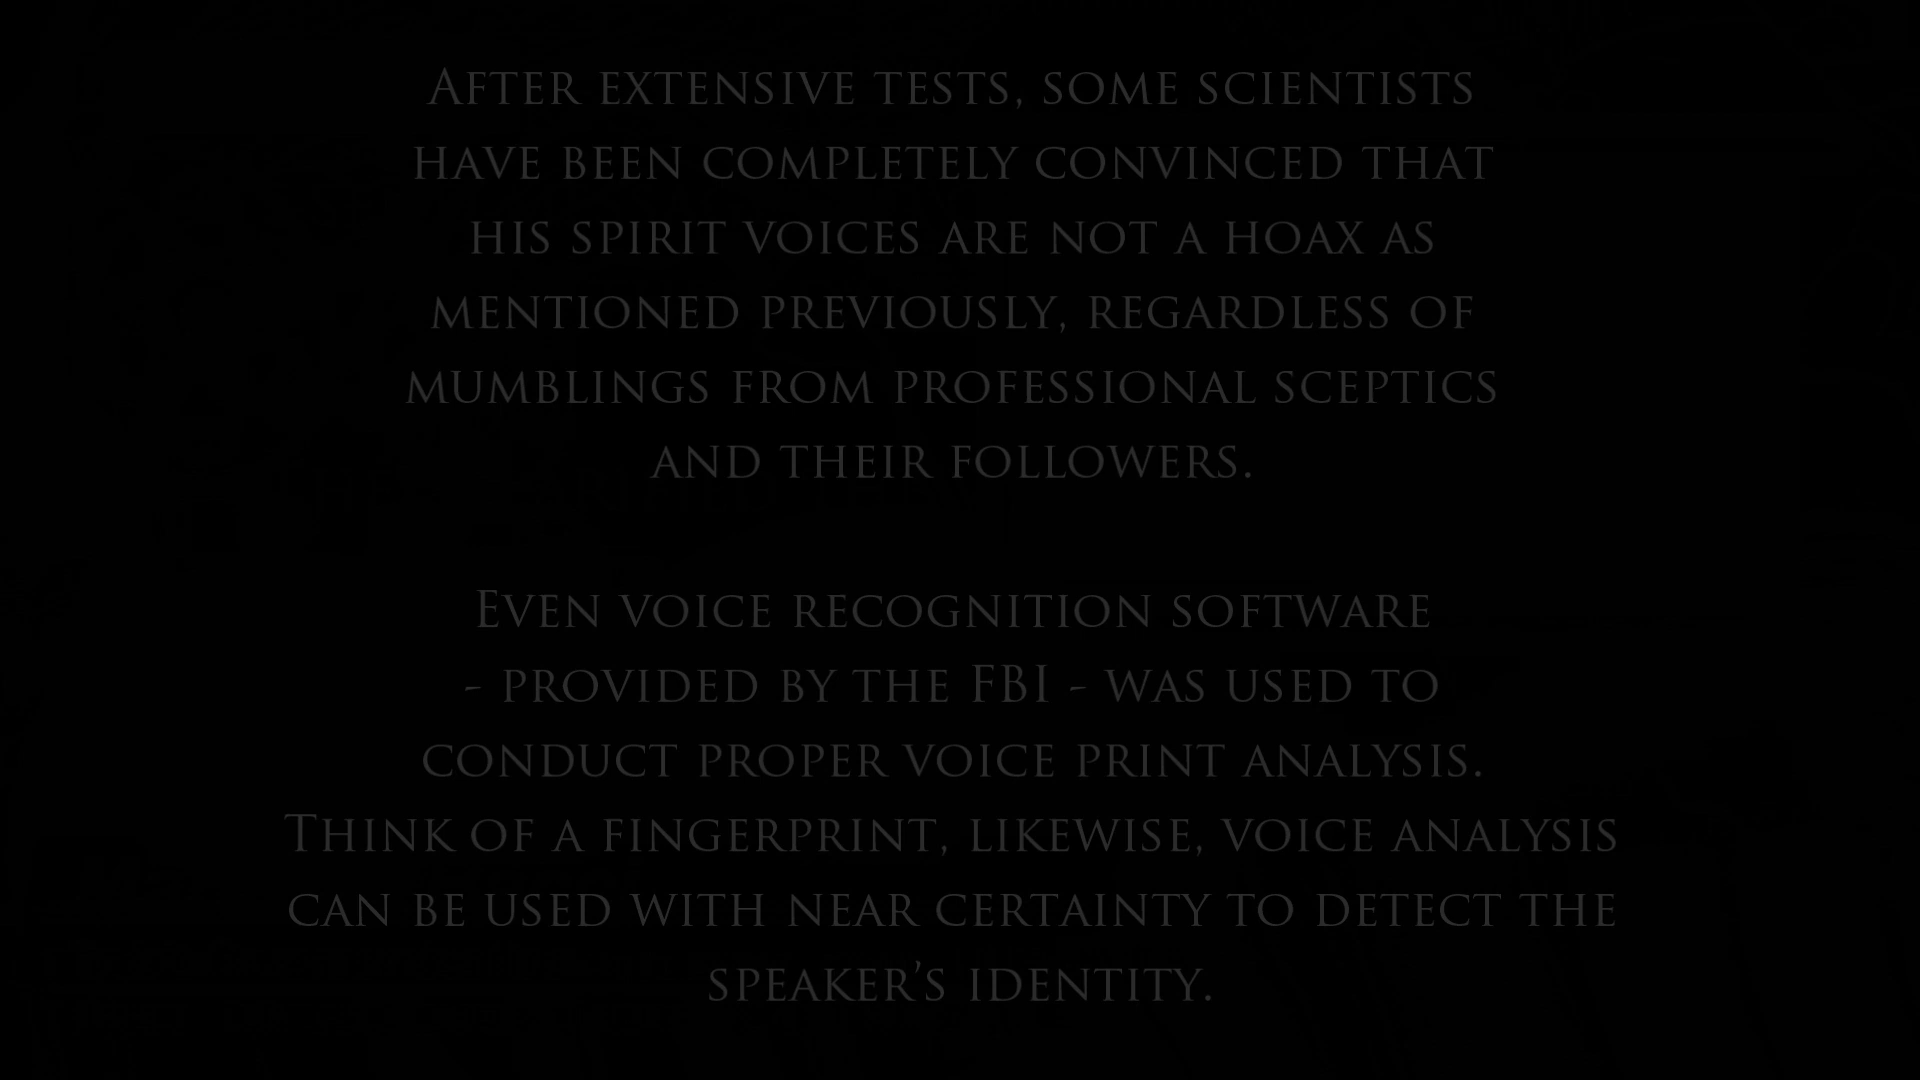 After extensive tests, some scientists
have been completely convinced that
his spirit voices are not a hoax as
mentioned previously, regardless of
mumblings from professional sceptics
and their followers.
Even voice recognition software
- provided by the FBI - was used to
conduct proper voice print analysis.
Think of a fingerprint, likewise, voice analysis
can be used with near certainty to detect the
speaker's identity.